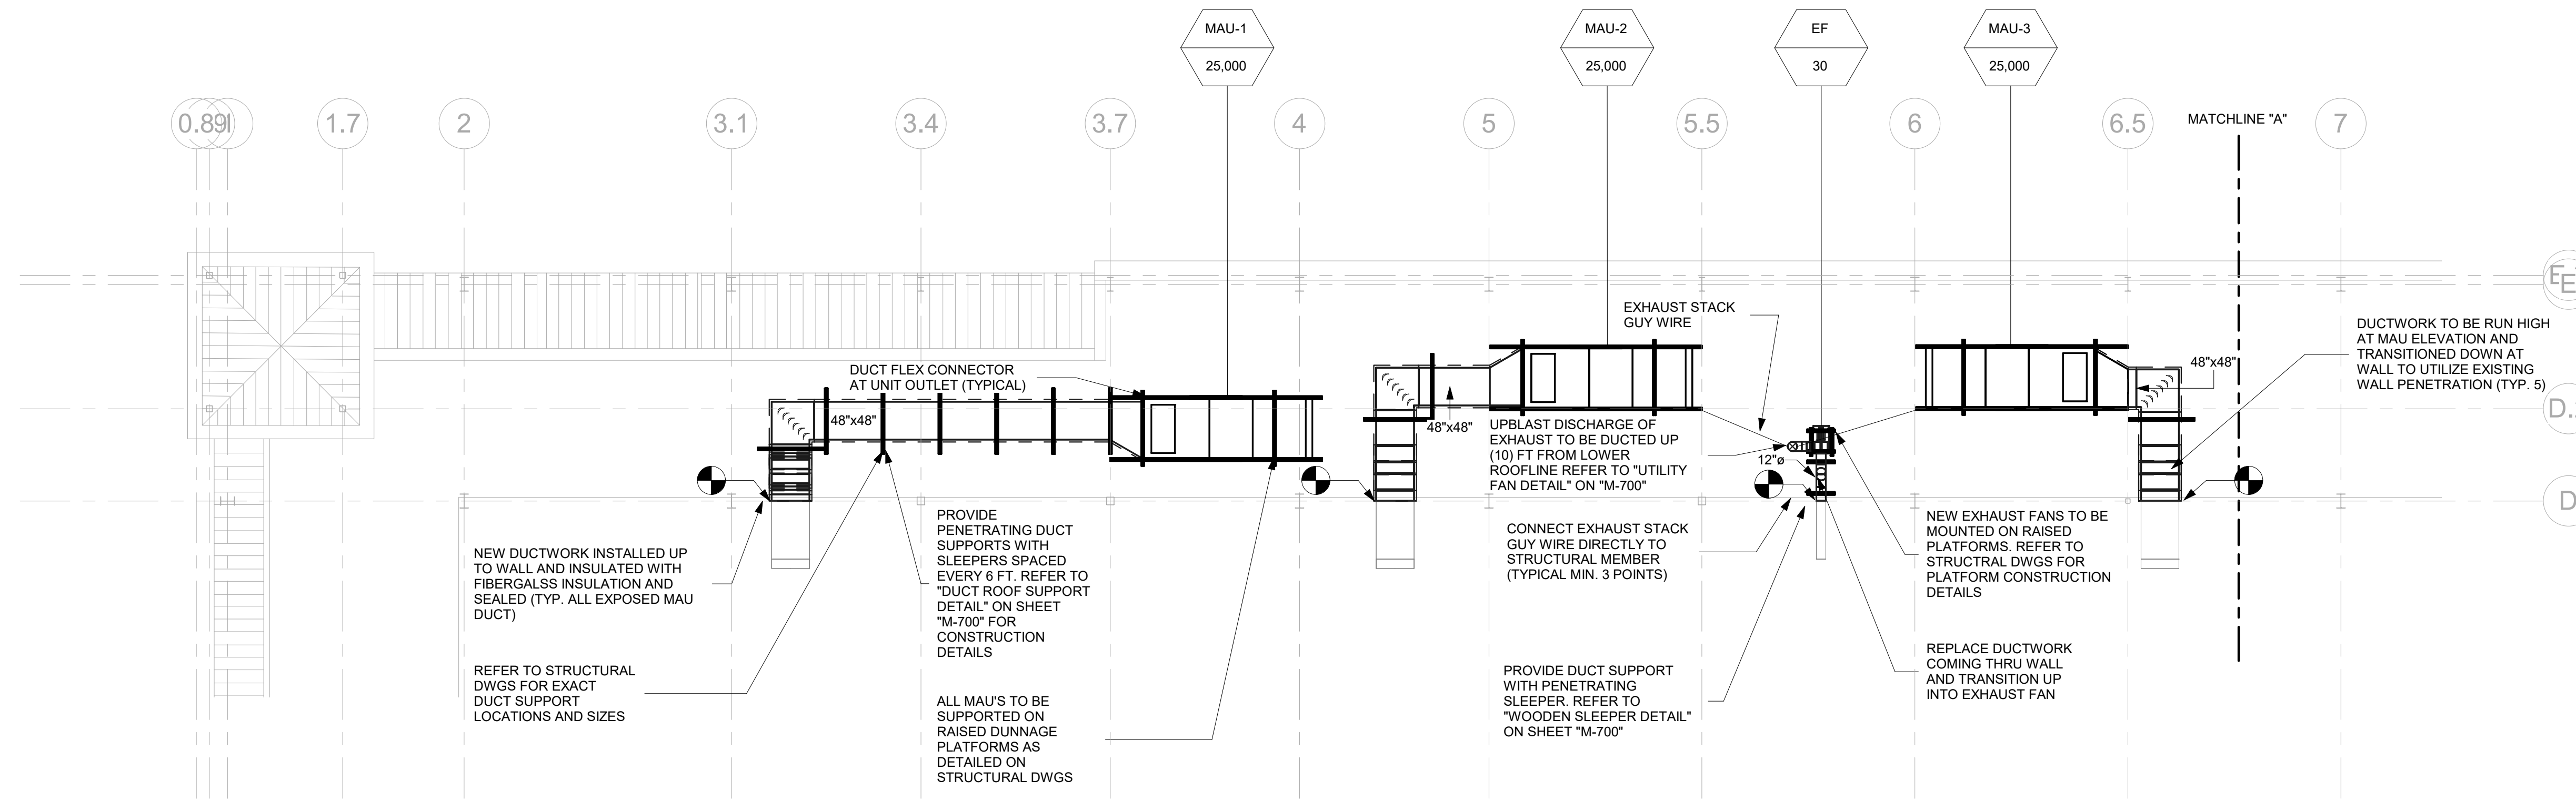 MAU-1
25,000
MAU-2
25,000
EF
30
MAU-3
25,000
0.8
1.7
2
3.1
3.4
3.7
4
5
5.5
6
6.5
MATCHLINE "A"
7
E
D
EXHAUST STACK
GUY WIRE
DUCTWORK TO BE RUN HIGH
AT MAU ELEVATION AND
TRANSITIONED DOWN AT
WALL TO UTILIZE EXISTING
WALL PENETRATION (TYP. 5)
48"x48"
DUCT FLEX CONNECTOR
AT UNIT OUTLET (TYPICAL)
48"x48"
48"x48"
UPBLAST DISCHARGE OF
EXHAUST TO BE DUCTED UP
(10) FT FROM LOWER
ROOFLINE REFER TO "UTILITY
FAN DETAIL" ON "M-700"
12"ø
NEW DUCTWORK INSTALLED UP
TO WALL AND INSULATED WITH
FIBERGALSS INSULATION AND
SEALED (TYP. ALL EXPOSED MAU
DUCT)
PROVIDE
PENETRATING DUCT
SUPPORTS WITH
SLEEPERS SPACED
EVERY 6 FT. REFER TO
"DUCT ROOF SUPPORT
DETAIL" ON SHEET
"M-700" FOR
CONSTRUCTION
DETAILS
CONNECT EXHAUST STACK
GUY WIRE DIRECTLY TO
STRUCTURAL MEMBER
(TYPICAL MIN. 3 POINTS)
NEW EXHAUST FANS TO BE
MOUNTED ON RAISED
PLATFORMS. REFER TO
STRUCTRAL DWGS FOR
PLATFORM CONSTRUCTION
DETAILS
REFER TO STRUCTURAL
DWGS FOR EXACT
DUCT SUPPORT
LOCATIONS AND SIZES
ALL MAU'S TO BE
SUPPORTED ON
RAISED DUNNAGE
PLATFORMS AS
DETAILED ON
STRUCTURAL DWGS
PROVIDE DUCT SUPPORT
WITH PENETRATING
SLEEPER. REFER TO
"WOODEN SLEEPER DETAIL"
ON SHEET "M-700"
REPLACE DUCTWORK
COMING THRU WALL
AND TRANSITION UP
INTO EXHAUST FAN